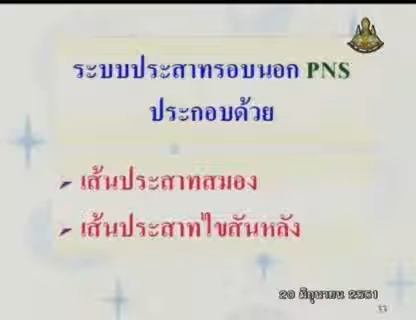 ระบบประสาทรอบนอก PNS
ประกอบด้วย
➢ เส้นประสาทสมอง
➢ เส้นประสาทไขสันหลัง
20 มิถุนายน 2551